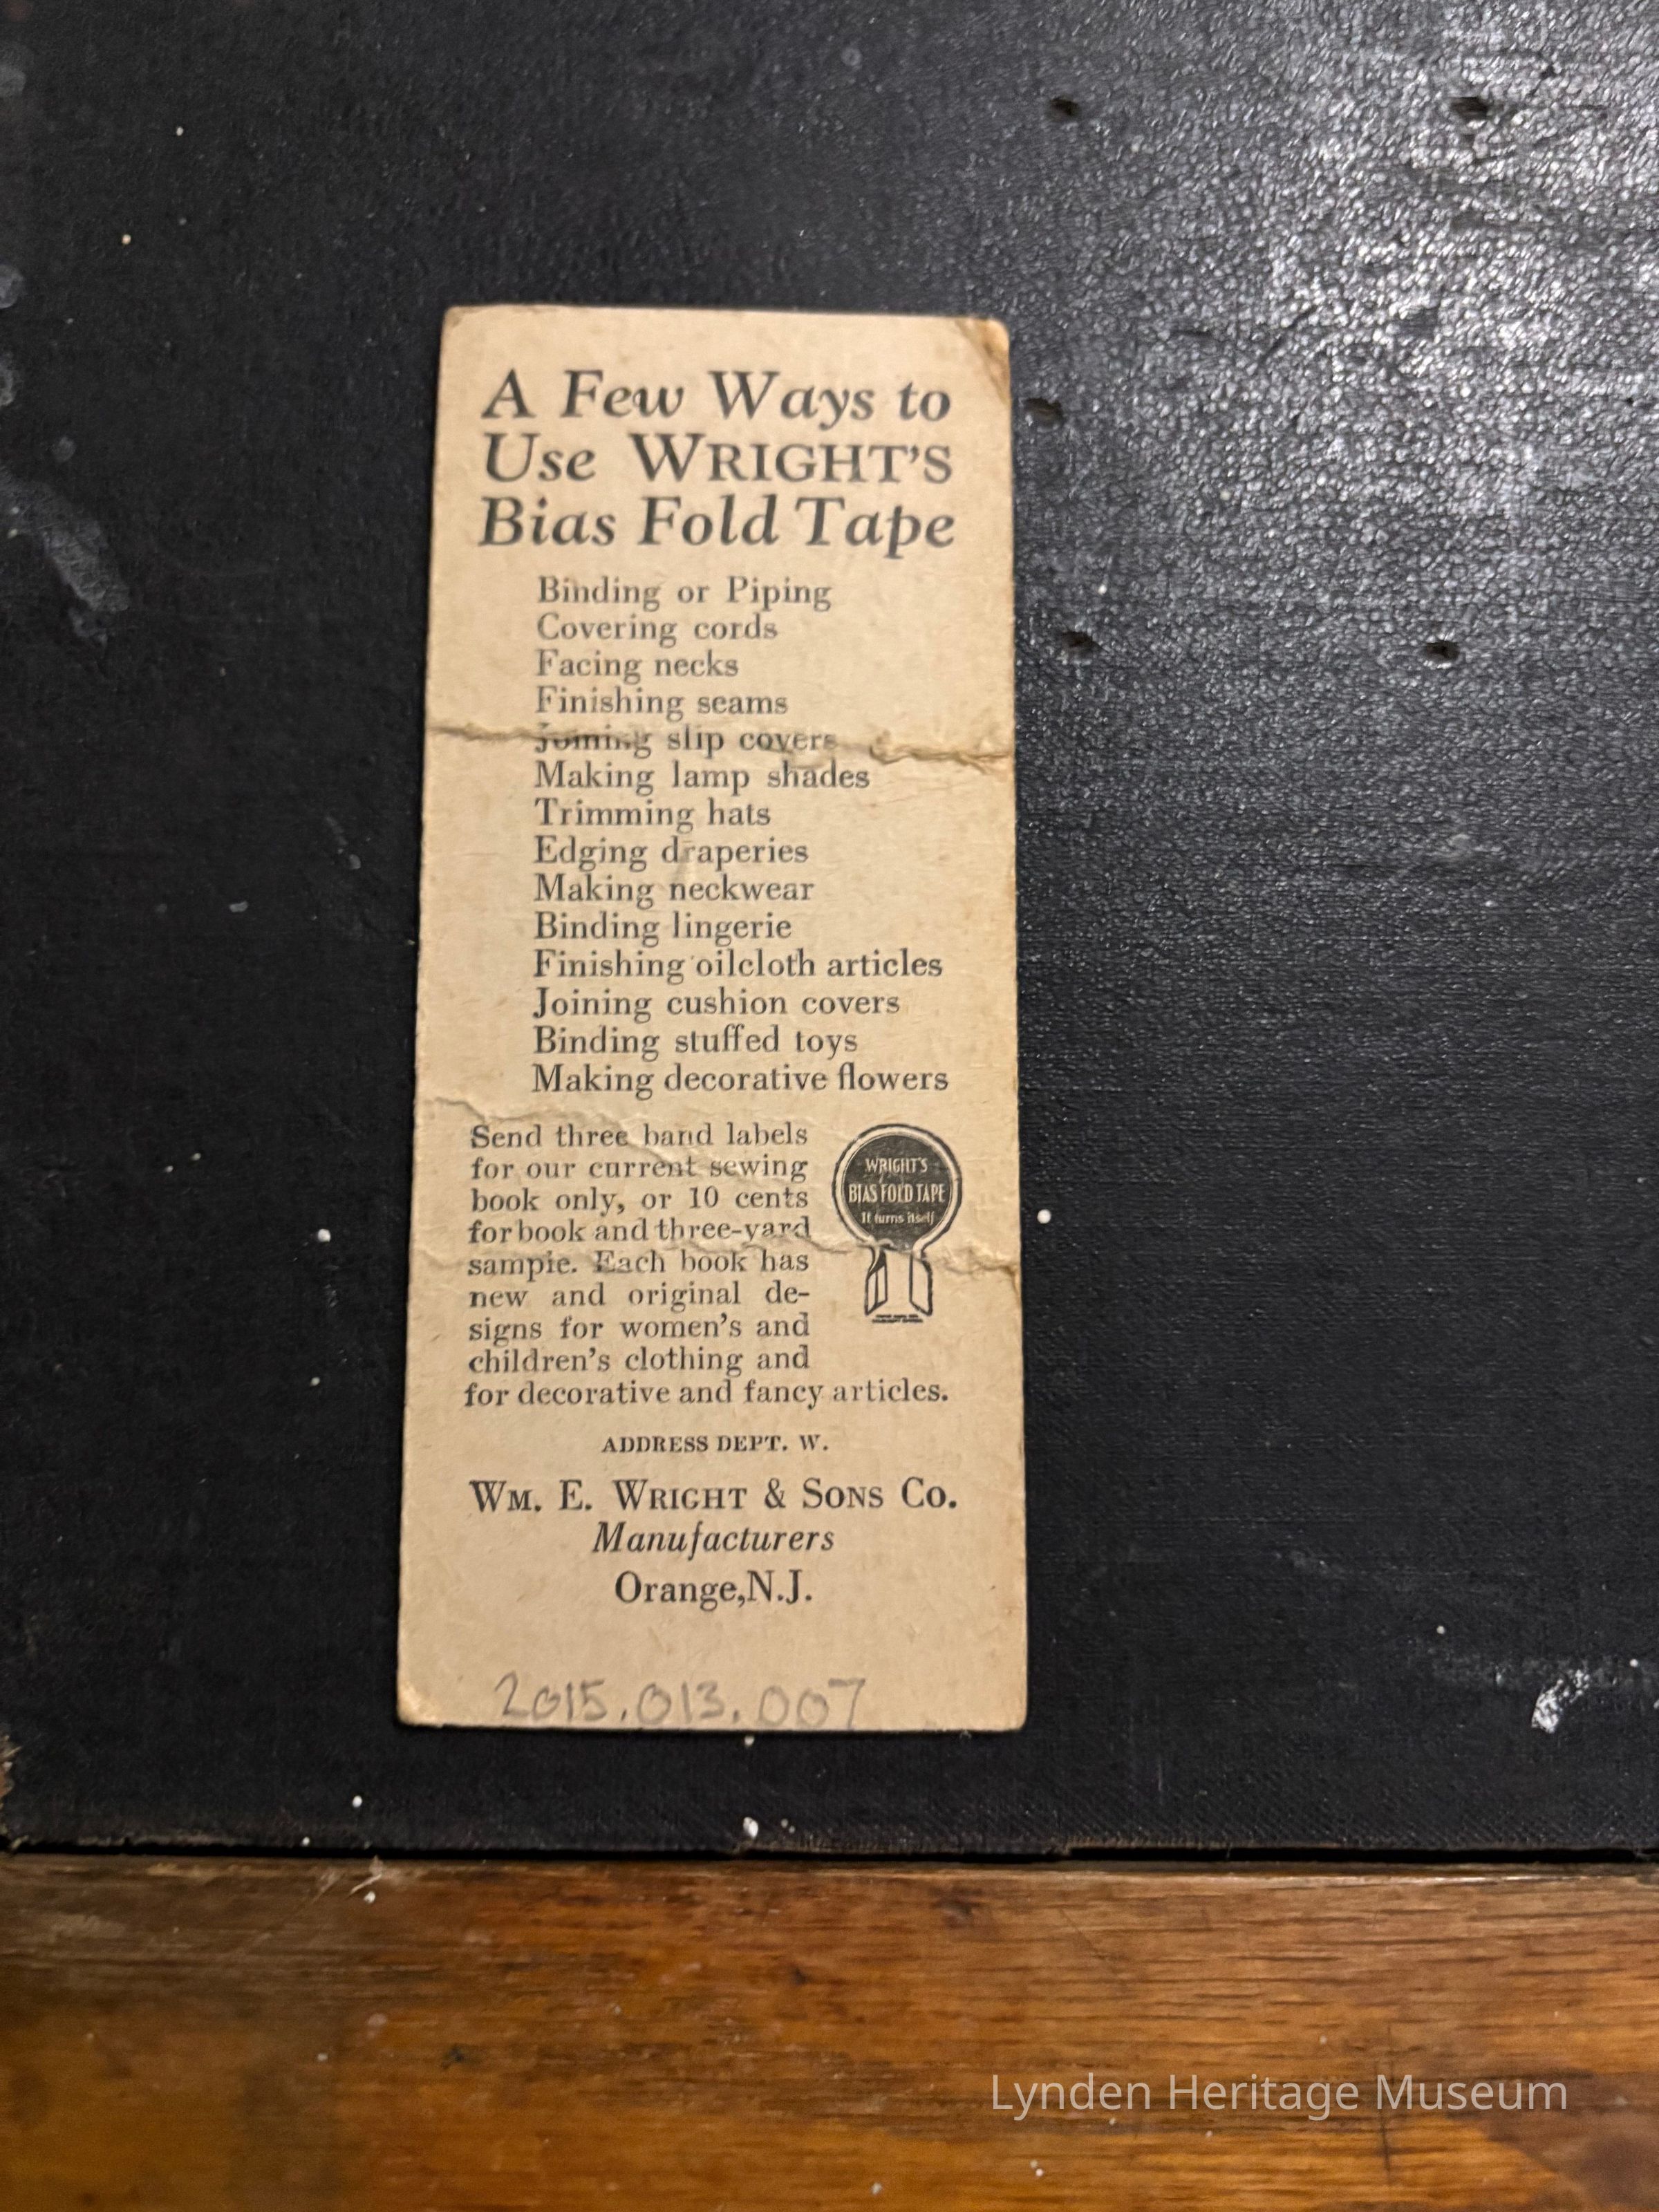 A Few Ways to
Use WRIGHT'S
Bias Fold Tape
Binding or Piping
Covering cords
Facing necks
Finishing seams
Joining slip covers
Making lamp shades
Trimming hats
Edging draperies
Making neckwear
Binding lingerie
Finishing oilcloth articles
Joining cushion covers
Binding stuffed toys
Making decorative flowers
Send three band labels
for our current sewing
book only, or 10 cents
for book and three-yard
sample. Each book has
new and original de-
signs for women's and
children's clothing and
for decorative and fancy articles.
WRIGHT'S
BIAS FOLD TAPE
It turns itself
ADDRESS DEPT. W.
WM. E. WRIGHT & SONS CO.
Manufacturers
Orange, N.J.
2015.013.007
Lynden Heritage Museum